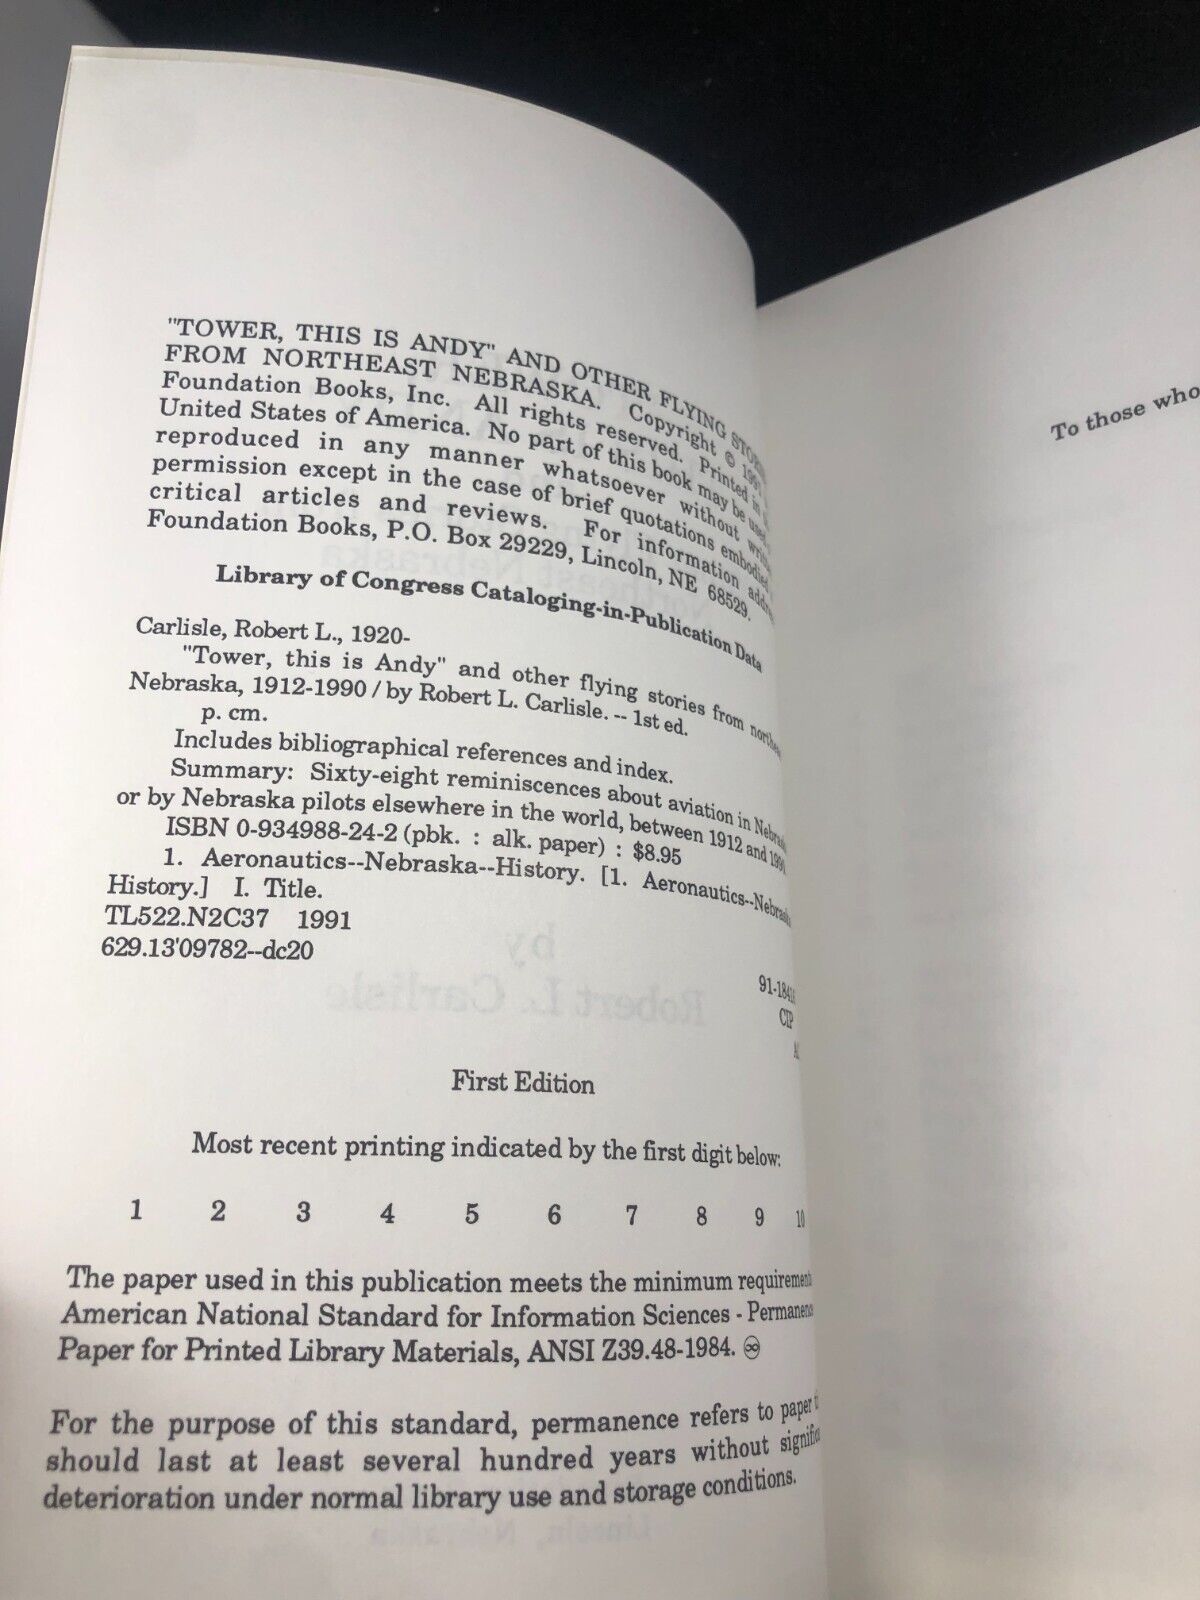 "TOWER, THIS IS ANDY" AND OTHER FLYING
FROM NORTHEAST NEBRASKA. Copyright ©
Foundation Books, Inc. All rights reserved. Printed in
United States of America. No part of this book may be used
reproduced in any manner whatsoever without
permission except in the case of brief quotations embodied
critical articles and reviews. For information
Foundation Books, P.O. Box 29229, Lincoln, NE 68529.
Library of Congress Cataloging-in-Publication Data
Carlisle, Robert L., 1920-
"Tower, this is Andy" and other flying stories from
Nebraska, 1912-1990 / by Robert L. Carlisle. -- 1st ed.
p. cm.
Includes bibliographical references and index.
Summary: Sixty-eight reminiscences about aviation in
or by Nebraska pilots elsewhere in the world, between 1912 and 1991
ISBN 0-934988-24-2 (pbk. : alk. paper) : $8.95
1. Aeronautics--Nebraska--History. [1. Aeronautics--Nebraska
History.] I. Title.
TL522.N2C37 1991
629.13'09782--dc20
CIP
First Edition
Most recent printing indicated by the first digit below:
1 2 3 4 5 6 7 8 9 10
The paper used in this publication meets the minimum
American National Standard for Information Sciences - 
Paper for Printed Library Materials, ANSI Z39.48-1984. ♾
For the purpose of this standard, permanence refers to paper
should last at least several hundred years without
deterioration under normal library use and storage conditions.
To those who